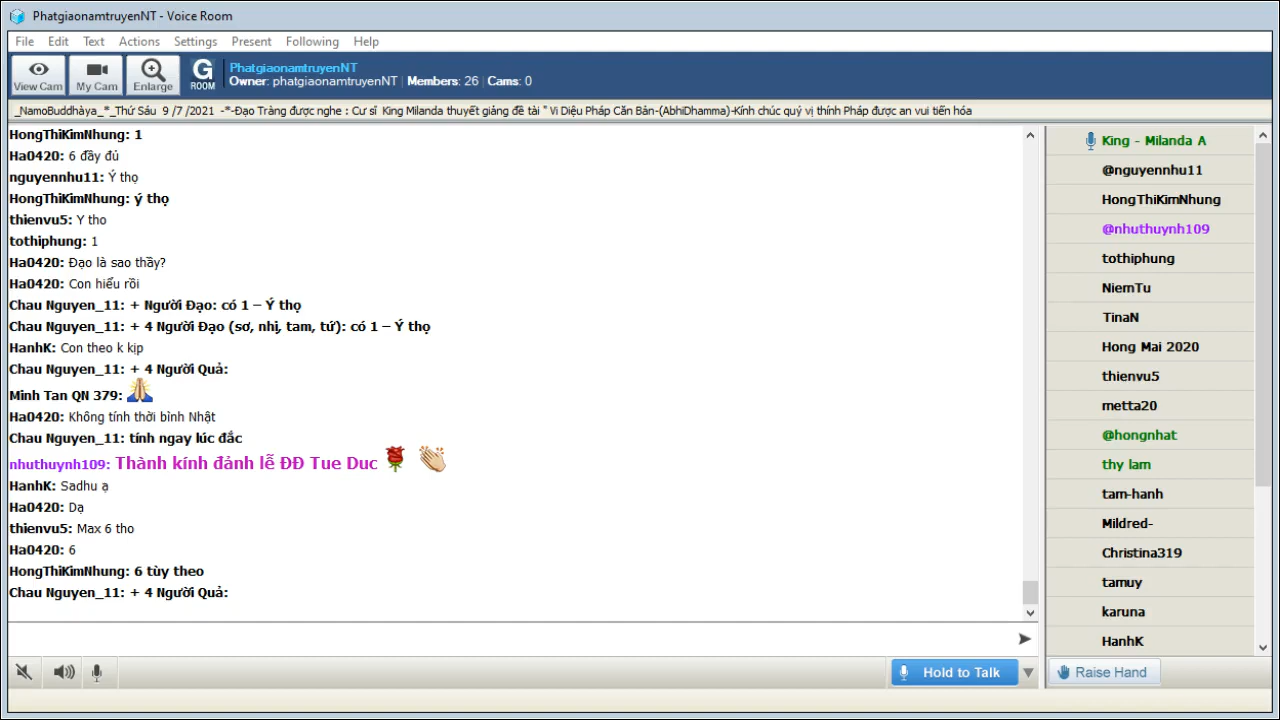 PhatgiaonamtruyenNT - Voice Room
File Edit Text Actions Settings Present Following Help
View Cam
My Cam
Enlarge
G
ROOM
PhatgiaonamtruyenNT
Owner: phatgiaonamtruyenNT | Members: 26 | Cams: 0
_NamoBuddhàya_*_Thứ Sáu 9 /7 /2021 -*-Đạo Tràng được nghe : Cư sĩ King Milanda thuyết giảng đề tài " Vi Diệu Pháp Căn Bản-(AbhiDhamma)-Kính chúc quý vị thính Pháp được an vui tiến hóa
HongThiKimNhung: 1
Ha0420: 6 đầy đủ
nguyennhu11: Ý thọ
HongThiKimNhung: ý thọ
thienvu5: Y tho
tothiphung: 1
Ha0420: Đạo là sao thầy?
Ha0420: Con hiểu rồi
Chau Nguyen_11: + Người Đạo: có 1 – Ý thọ
Chau Nguyen_11: + 4 Người Đạo (sơ, nhị, tam, tứ): có 1 – Ý thọ
HanhK: Con theo k kịp
Chau Nguyen_11: + 4 Người Quả:
Minh Tan QN 379:
Ha0420: Không tính thời bình Nhật
Chau Nguyen_11: tính ngay lúc đắc
nhuthuynh109: Thành kính đảnh lễ ĐĐ Tue Duc
HanhK: Sadhu ạ
Ha0420: Dạ
thienvu5: Max 6 tho
Ha0420: 6
HongThiKimNhung: 6 tùy theo
Chau Nguyen_11: + 4 Người Quả:
King - Milanda A
@nguyennhu11
HongThiKimNhung
@nhuthuynh109
tothiphung
NiemTu
TinaN
Hong Mai 2020
thienvu5
metta20
@hongnhat
thy lam
tam-hanh
Mildred-
Christina319
tamuy
karuna
HanhK
Hold to Talk
Raise Hand